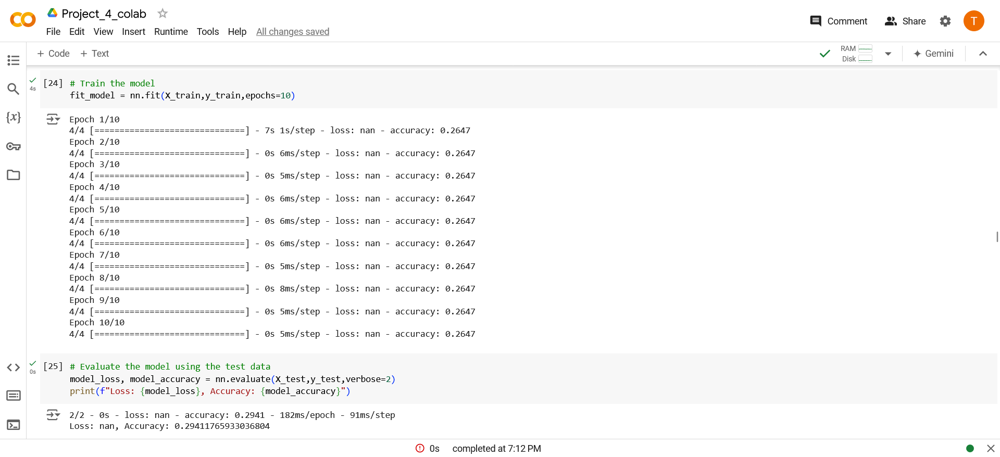 Project_4_colab
File Edit View Insert Runtime Tools Help All changes saved
Comment Share T
+ Code + Text
RAM
Disk
Gemini
4s
[24] # Train the model
fit_model = nn.fit(X_train,y_train,epochs=10)
Epoch 1/10
4/4 [==============================] - 7s 1s/step - loss: nan - accuracy: 0.2647
Epoch 2/10
4/4 [==============================] - 0s 6ms/step - loss: nan - accuracy: 0.2647
Epoch 3/10
4/4 [==============================] - 0s 5ms/step - loss: nan - accuracy: 0.2647
Epoch 4/10
4/4 [==============================] - 0s 6ms/step - loss: nan - accuracy: 0.2647
Epoch 5/10
4/4 [==============================] - 0s 6ms/step - loss: nan - accuracy: 0.2647
Epoch 6/10
4/4 [==============================] - 0s 6ms/step - loss: nan - accuracy: 0.2647
Epoch 7/10
4/4 [==============================] - 0s 5ms/step - loss: nan - accuracy: 0.2647
Epoch 8/10
4/4 [==============================] - 0s 8ms/step - loss: nan - accuracy: 0.2647
Epoch 9/10
4/4 [==============================] - 0s 5ms/step - loss: nan - accuracy: 0.2647
Epoch 10/10
4/4 [==============================] - 0s 5ms/step - loss: nan - accuracy: 0.2647
0s
[25] # Evaluate the model using the test data
model_loss, model_accuracy = nn.evaluate(X_test,y_test,verbose=2)
print(f"Loss: {model_loss}, Accuracy: {model_accuracy}")
2/2 - 0s - loss: nan - accuracy: 0.2941 - 182ms/epoch - 91ms/step
Loss: nan, Accuracy: 0.29411765933036804
0s completed at 7:12 PM